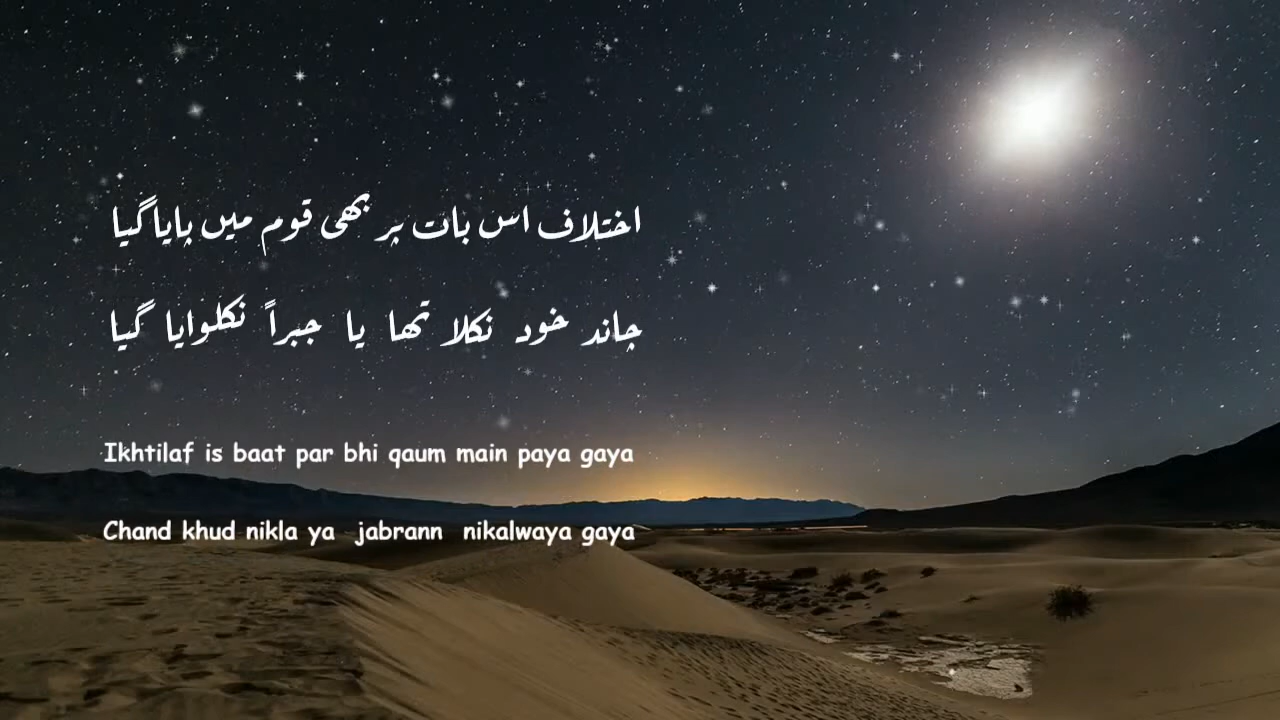 اختلاف اس بات پر بھی قوم میں پایا گیا
چاند خود نکلا تھا یا جبراً نکلوایا گیا
Ikhtilaf is baat par bhi qaum main paya gaya
Chand khud nikla ya jabrann nikalwaya gaya